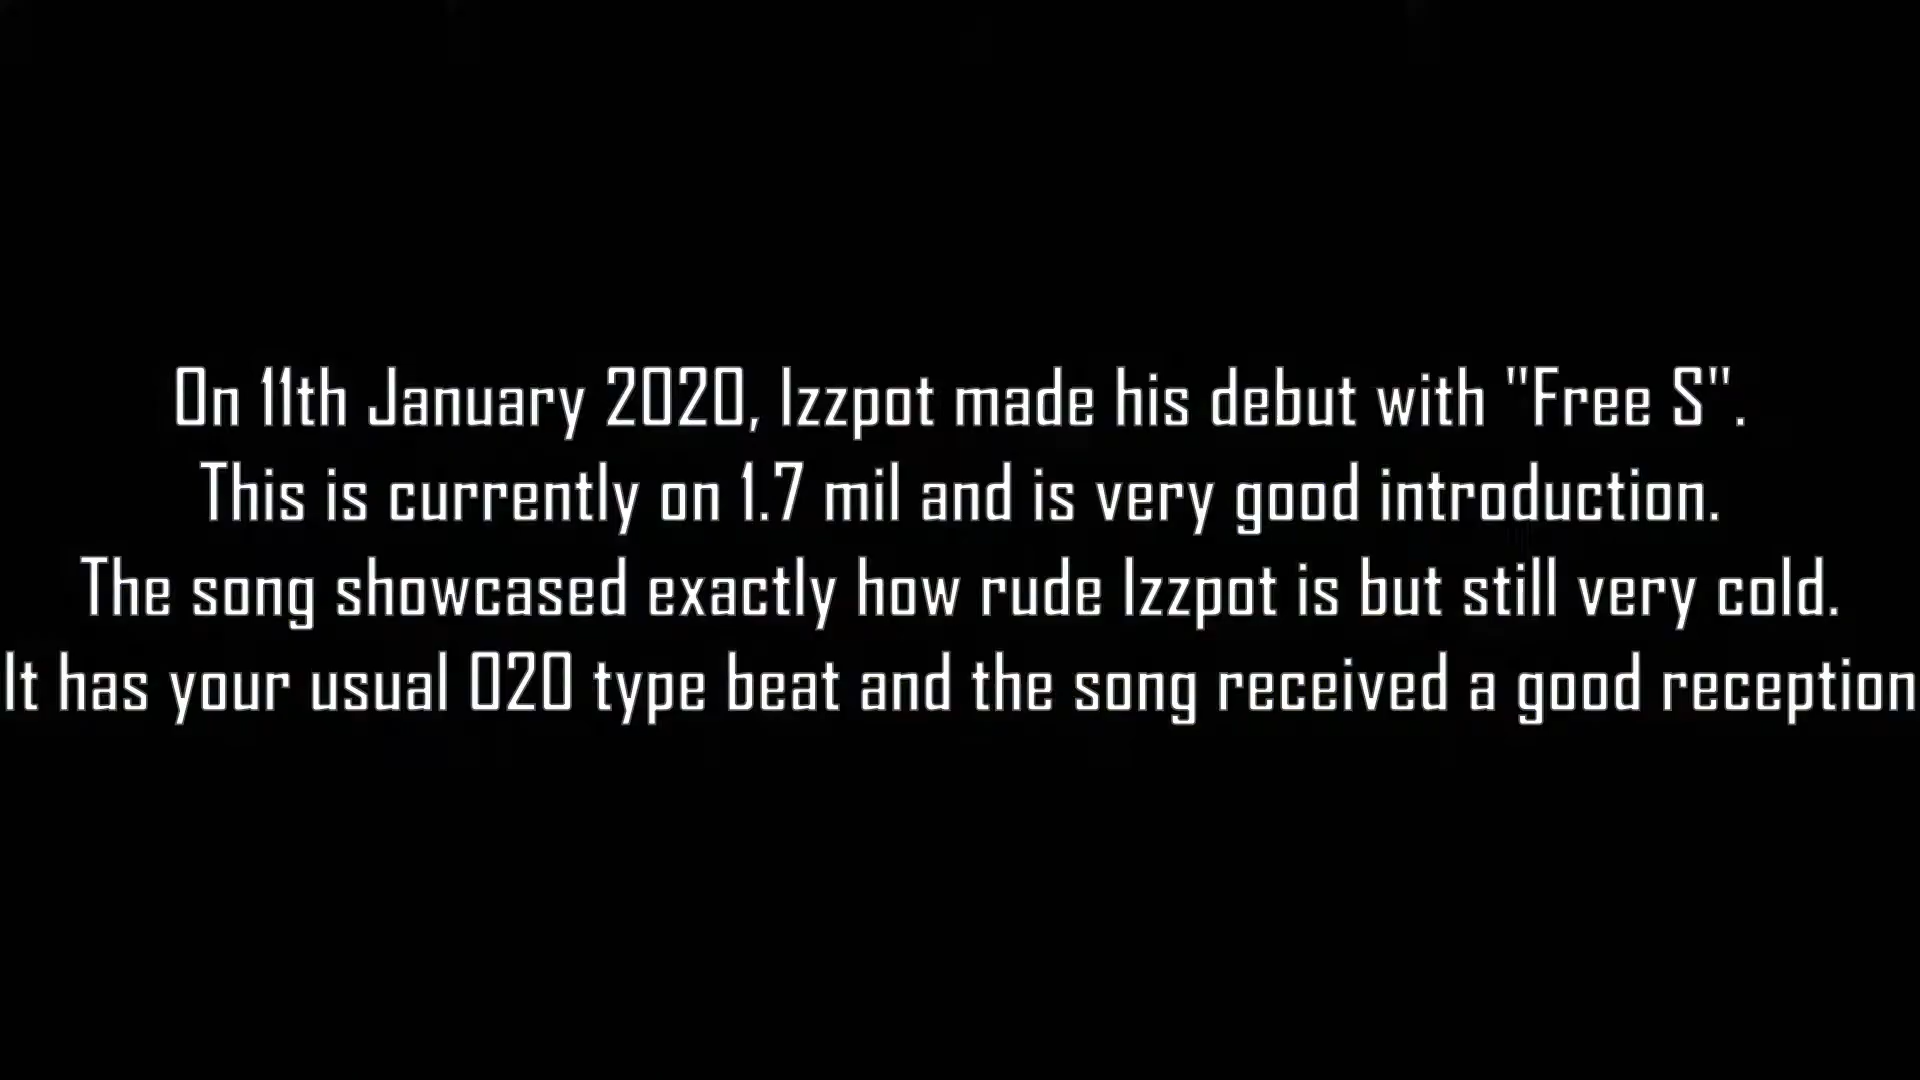 On 11th January 2020, Izzpot made his debut with "Free S".
This is currently on 1.7 mil and is very good introduction.
The song showcased exactly how rude Izzpot is but still very cold.
It has your usual 020 type beat and the song received a good reception